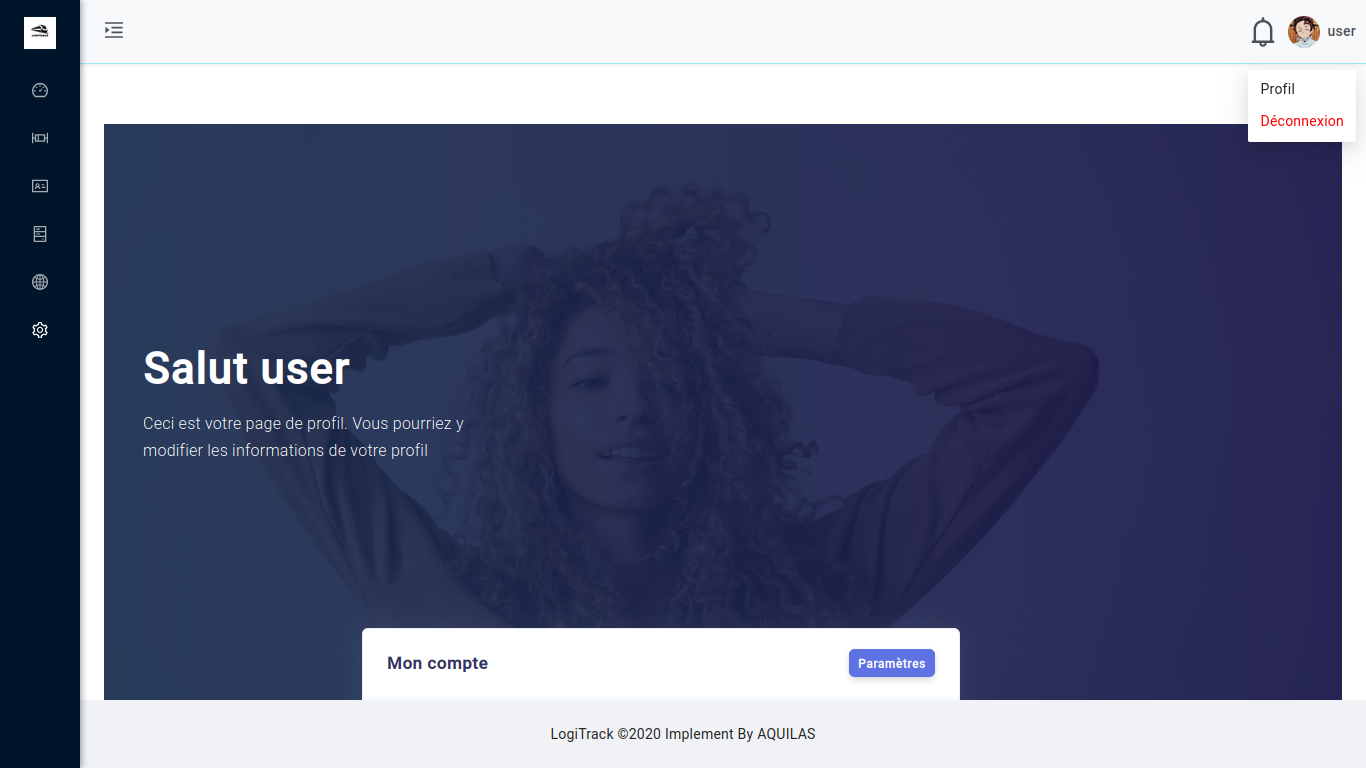 user
Profil
Déconnexion
Salut user
Ceci est votre page de profil. Vous pourriez y
modifier les informations de votre profil
Mon compte
Paramètres
LogiTrack ©2020 Implement By AQUILAS